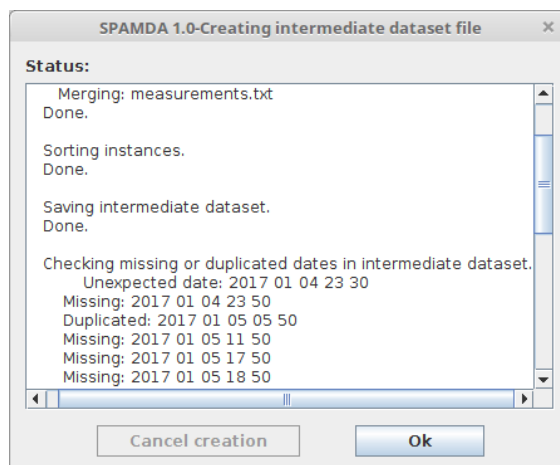 SPAMDA 1.0-Creating intermediate dataset file
Status:
Merging: measurements.txt
Done.
Sorting instances.
Done.
Saving intermediate dataset.
Done.
Checking missing or duplicated dates in intermediate dataset.
Unexpected date: 2017 01 04 23 30
Missing: 2017 01 04 23 50
Duplicated: 2017 01 05 05 50
Missing: 2017 01 05 11 50
Missing: 2017 01 05 17 50
Missing: 2017 01 05 18 50
Cancel creation
Ok